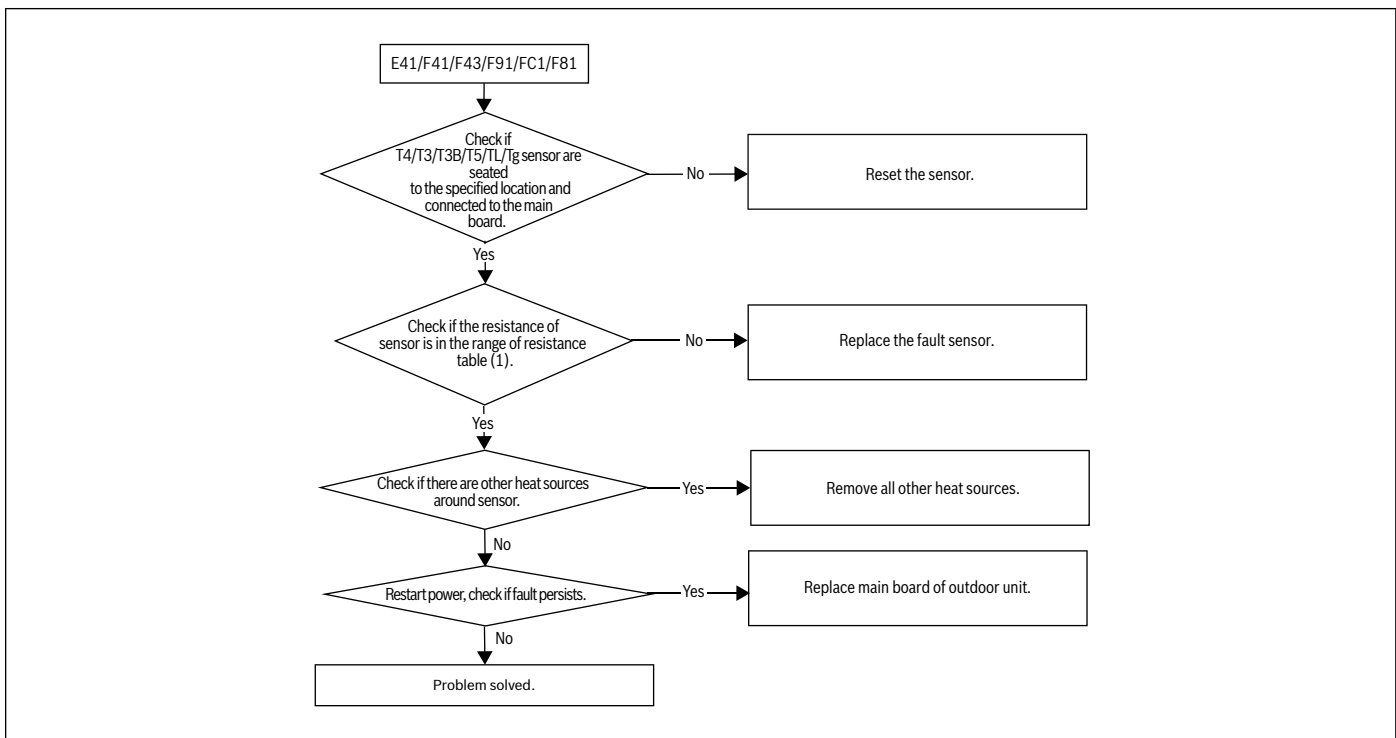 E41/F41/F43/F91/FC1/F81
Check if
T4/T3/T3B/T5/TL/Tg sensor are
seated
to the specified location and
connected to the main
board.
No
Reset the sensor.
Yes
Check if the resistance of
sensor is in the range of resistance
table (1).
No
Replace the fault sensor.
Yes
Check if there are other heat sources
around sensor.
Yes
Remove all other heat sources.
No
Restart power, check if fault persists.
Yes
Replace main board of outdoor unit.
No
Problem solved.